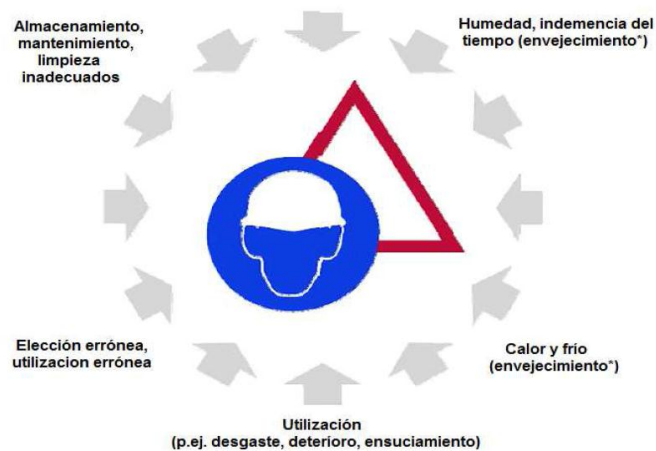 Almacenamiento,
mantenimiento,
limpieza
inadecuados
Humedad, indemencia del
tiempo (envejecimiento*)
Elección errónea,
utilizacion errónea
Calor y frío
(envejecimiento*)
Utilización
(p.ej. desgaste, deterioro, ensuciamiento)